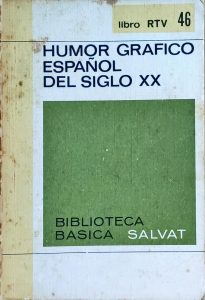 libro RTV 46
HUMOR GRAFICO
ESPAÑOL
DEL SIGLO XX
BIBLIOTECA
BASICA SALVAT